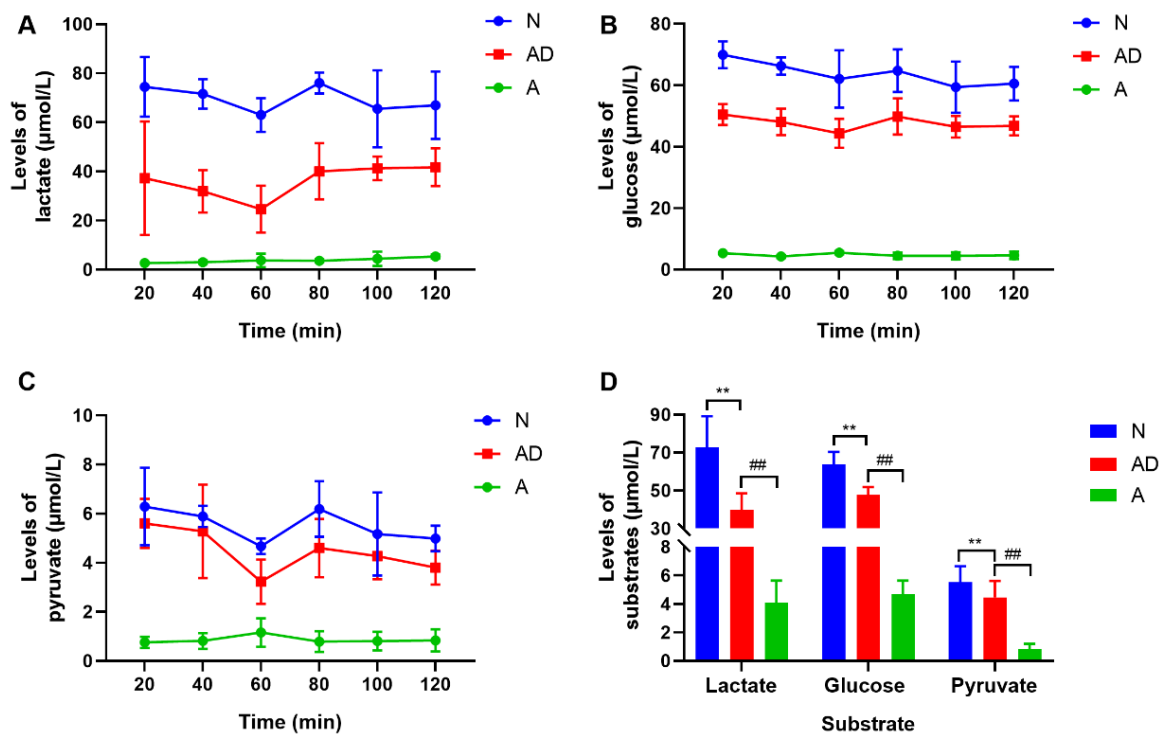 A
Levels of
lactate (μmol/L)
100
80
60
40
20
0
20 40 60 80 100 120
Time (min)
N
AD
A
B
Levels of
glucose (μmol/L)
80
60
40
20
0
20 40 60 80 100 120
Time (min)
N
AD
A
C
Levels of
pyruvate (μmol/L)
10
8
6
4
2
0
20 40 60 80 100 120
Time (min)
N
AD
A
D
Levels of
substrates (μmol/L)
90
70
50
30
8
6
4
2
0
** ## ** ## ** ##
Lactate Glucose Pyruvate
Substrate
N
AD
A